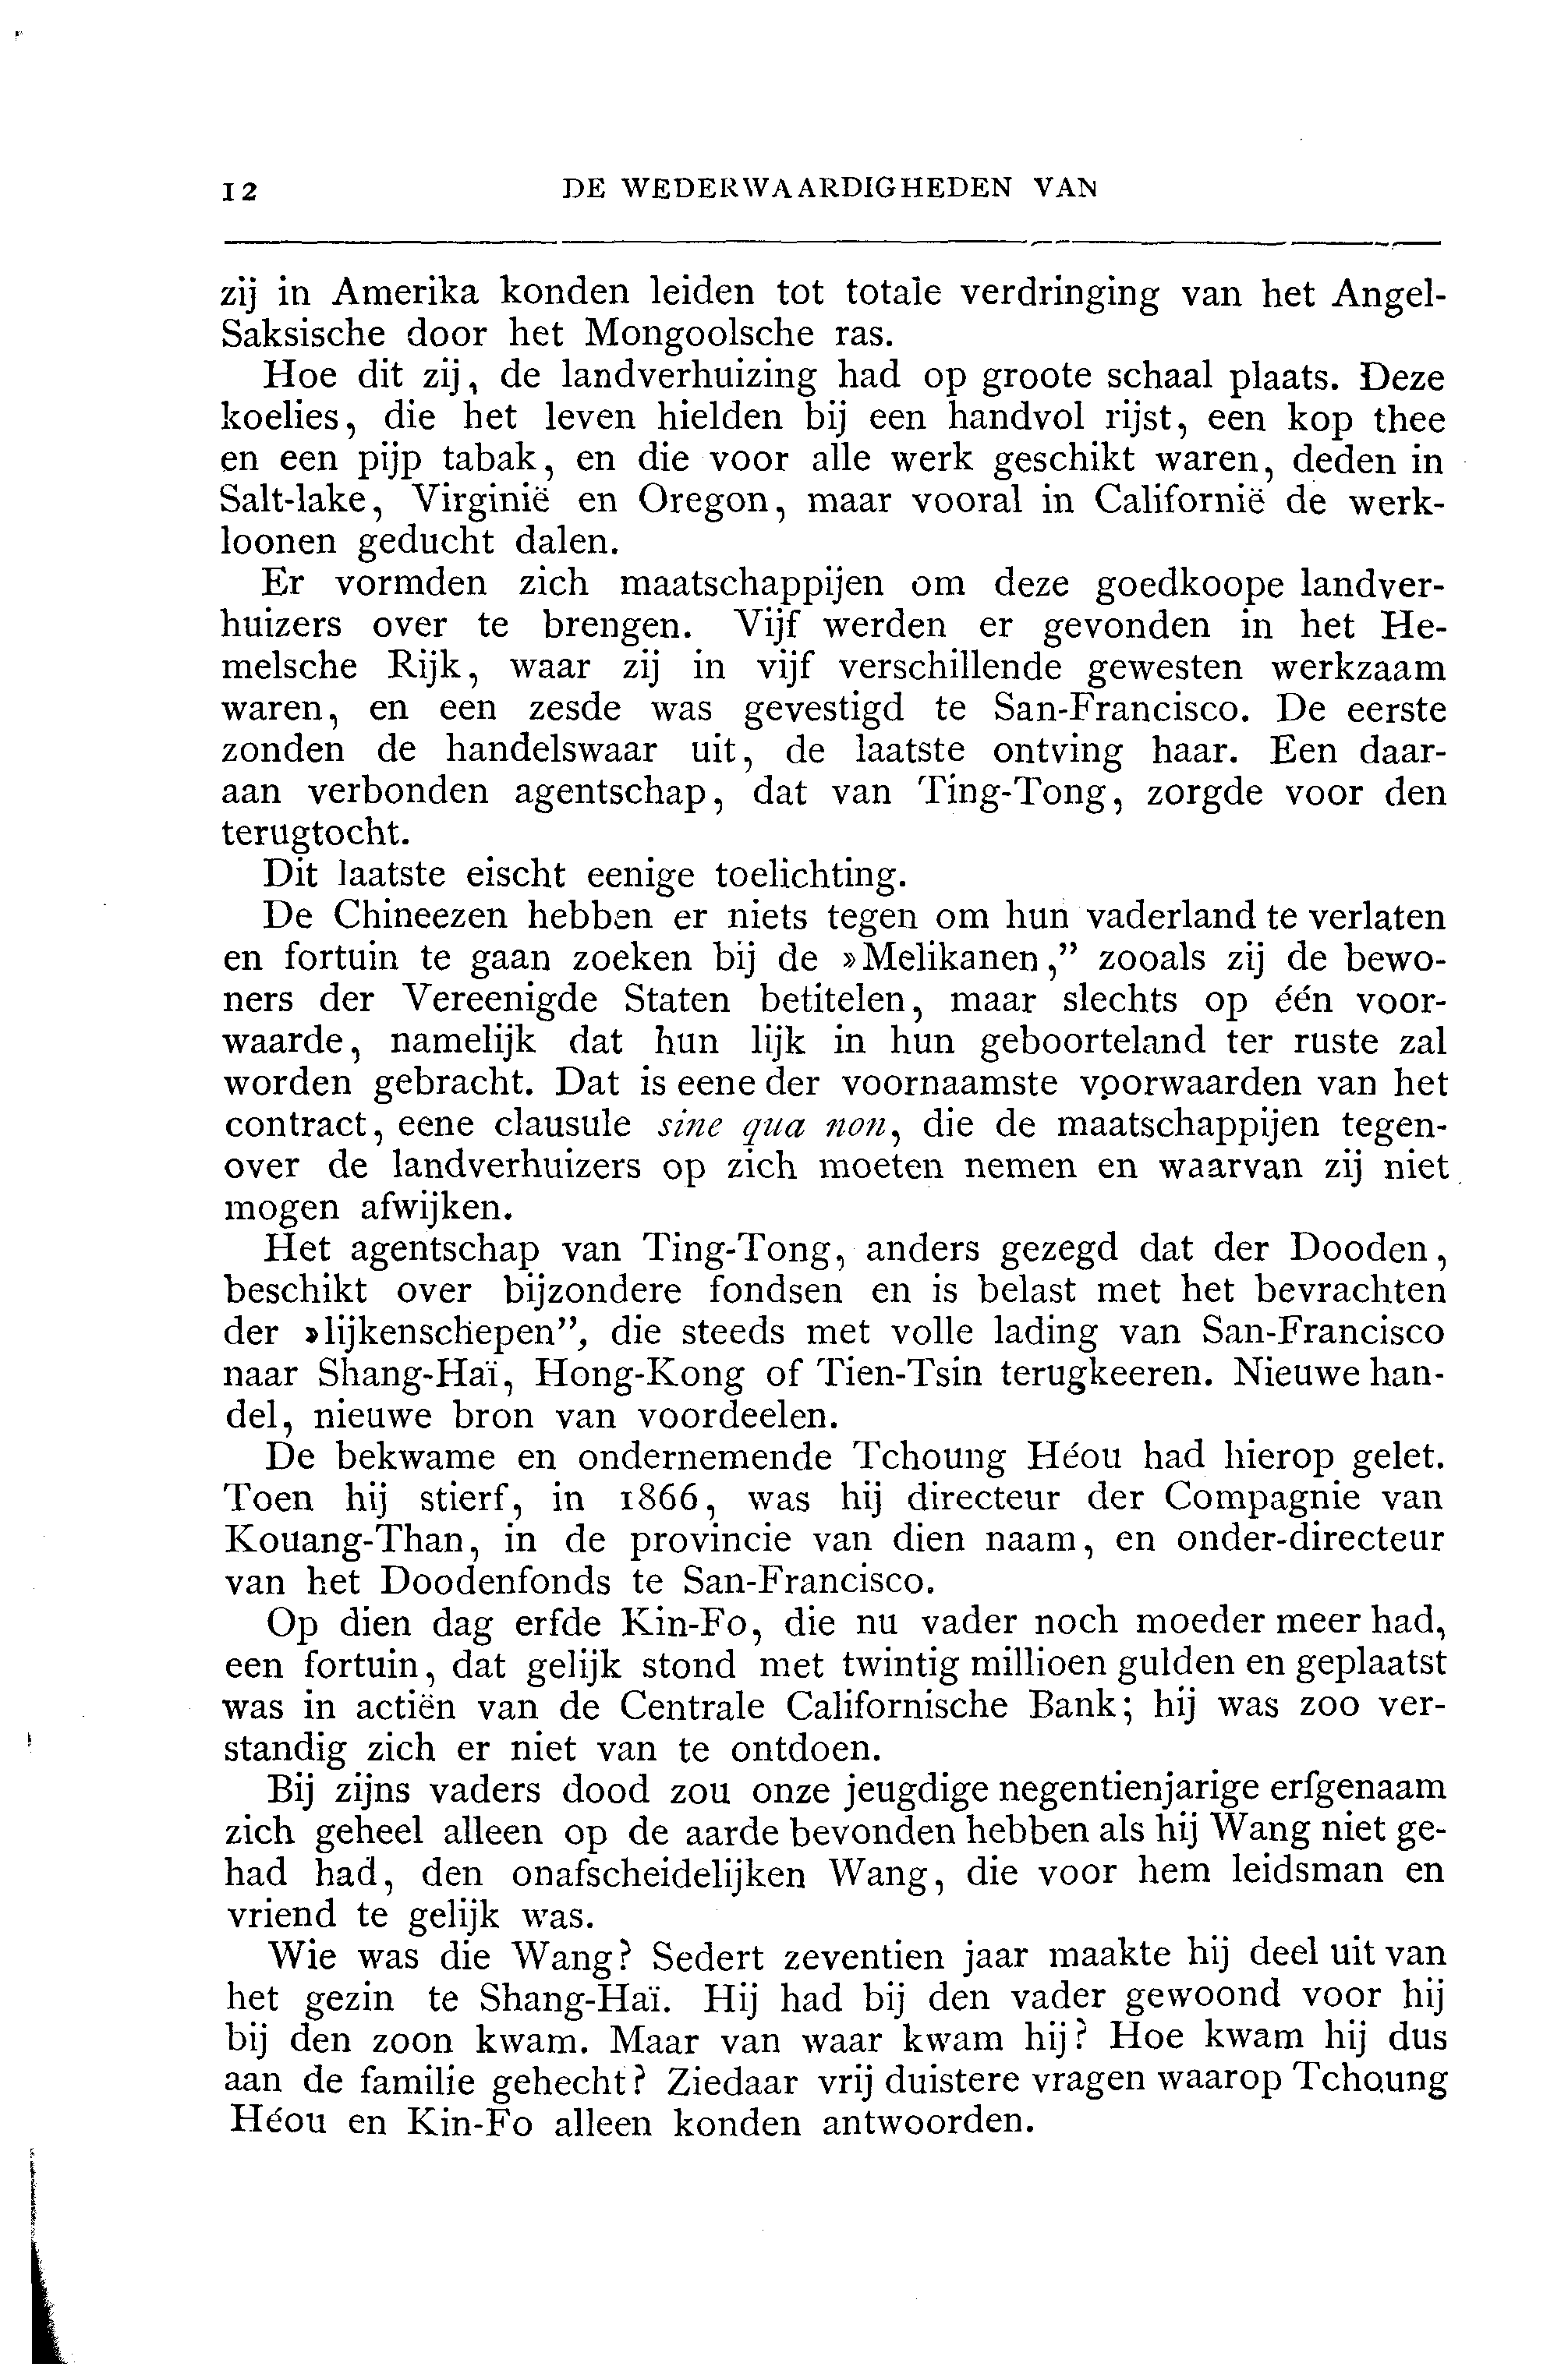 12 DE WEDERWAARDIGHEDEN VAN
zij in Amerika konden leiden tot totale verdringing van het Angel-
Saksische door het Mongoolsche ras.
Hoe dit zij, de landverhuizing had op groote schaal plaats. Deze
koelies, die het leven hielden bij een handvol rijst, een kop thee
en een pijp tabak, en die voor alle werk geschikt waren, deden in
Salt-lake, Virginië en Oregon, maar vooral in Californië de werk-
loonen geducht dalen.
Er vormden zich maatschappijen om deze goedkoope landver-
huizers over te brengen. Vijf werden er gevonden in het He-
melsche Rijk, waar zij in vijf verschillende gewesten werkzaam
waren, en een zesde was gevestigd te San-Francisco. De eerste
zonden de handelswaar uit, de laatste ontving haar. Een daar-
aan verbonden agentschap, dat van Ting-Tong, zorgde voor den
terugtocht.
Dit laatste eischt eenige toelichting.
De Chineezen hebben er niets tegen om hun vaderland te verlaten
en fortuin te gaan zoeken bij de »Melikanen,” zooals zij de bewo-
ners der Vereenigde Staten betitelen, maar slechts op één voor-
waarde, namelijk dat hun lijk in hun geboorteland ter ruste zal
worden gebracht. Dat is eene der voornaamste voorwaarden van het
contract, eene clausule sine qua non, die de maatschappijen tegen-
over de landverhuizers op zich moeten nemen en waarvan zij niet
mogen afwijken.
Het agentschap van Ting-Tong, anders gezegd dat der Dooden,
beschikt over bijzondere fondsen en is belast met het bevrachten
der »lijkenschepen”, die steeds met volle lading van San-Francisco
naar Shang-Haï, Hong-Kong of Tien-Tsin terugkeeren. Nieuwe han-
del, nieuwe bron van voordeelen.
De bekwame en ondernemende Tchoung Héou had hierop gelet.
Toen hij stierf, in 1866, was hij directeur der Compagnie van
Kouang-Than, in de provincie van dien naam, en onder-directeur
van het Doodenfonds te San-Francisco.
Op dien dag erfde Kin-Fo, die nu vader noch moeder meer had,
een fortuin, dat gelijk stond met twintig millioen gulden en geplaatst
was in actiën van de Centrale Californische Bank; hij was zoo ver-
standig zich er niet van te ontdoen.
Bij zijns vaders dood zou onze jeugdige negentienjarige erfgenaam
zich geheel alleen op de aarde bevonden hebben als hij Wang niet ge-
had had, den onafscheidelijken Wang, die voor hem leidsman en
vriend te gelijk was.
Wie was die Wang? Sedert zeventien jaar maakte hij deel uit van
het gezin te Shang-Haï. Hij had bij den vader gewoond voor hij
bij den zoon kwam. Maar van waar kwam hij? Hoe kwam hij dus
aan de familie gehecht? Ziedaar vrij duistere vragen waarop Tchoung
Héou en Kin-Fo alleen konden antwoorden.